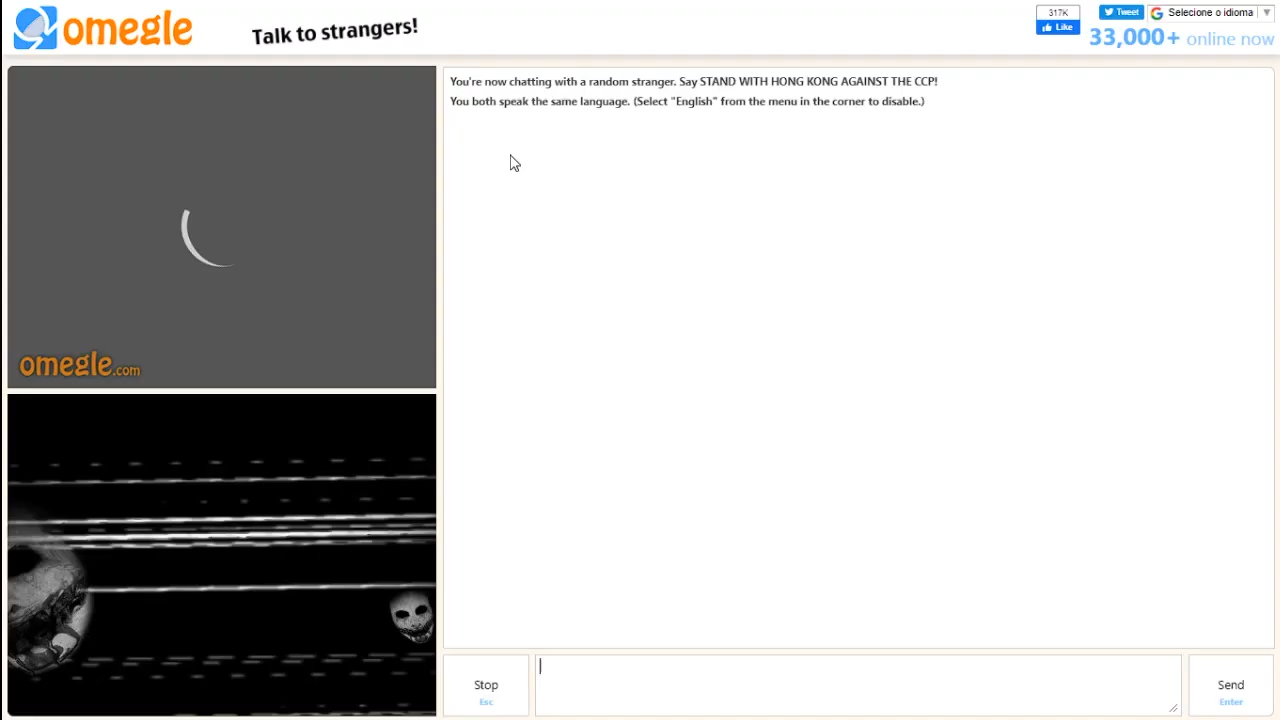 omegle
Talk to strangers!
317K
Like
Tweet
Selecione o idioma
33,000+ online now
You're now chatting with a random stranger. Say STAND WITH HONG KONG AGAINST THE CCP!
You both speak the same language. (Select "English" from the menu in the corner to disable.)
omegle.com
Stop
Esc
Send
Enter